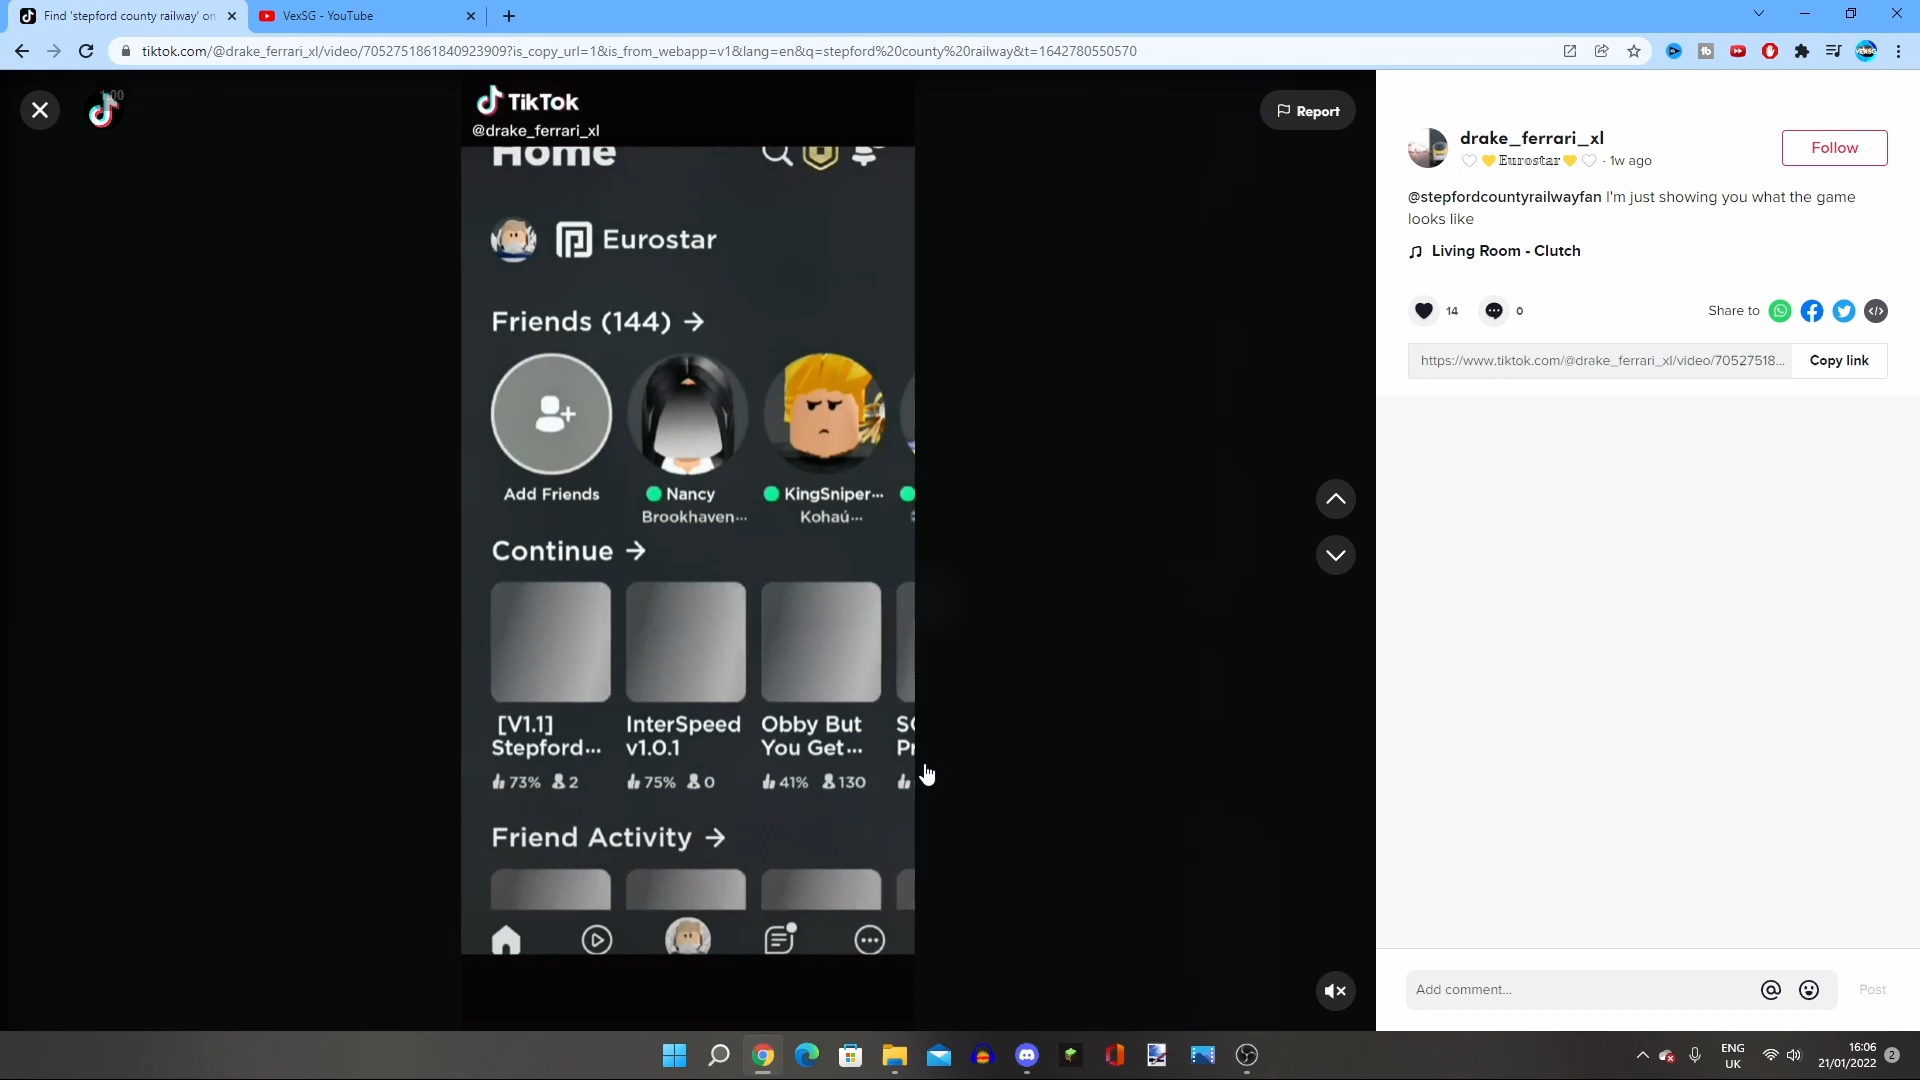 Find 'stepford county railway' on
VexSG - YouTube
tiktok.com/@drake_ferrari_xl/video/7052751861840923909?is_copy_url=1&is_from_webapp=v1&lang=en&q=stepford%20county%20railway&t=1642780550570
1.00
TikTok
@drake_ferrari_xl
Report
Home
Eurostar
Friends (144) →
Add Friends
Nancy
Brookhaven...
KingSniper...
Kohaú...
Continue →
[V1.1]
Stepford...
73% 2
InterSpeed
v1.0.1
75% 0
Obby But
You Get...
41% 130
Friend Activity →
drake_ferrari_xl
🤍💛𝔼𝕦𝕣𝕠𝕤𝕥𝕒𝕣💛🤍 · 1w ago
Follow
@stepfordcountyrailwayfan I'm just showing you what the game
looks like
Living Room - Clutch
14
0
Share to
https://www.tiktok.com/@drake_ferrari_xl/video/70527518...
Copy link
Add comment...
Post
ENG
UK
16:06
21/01/2022
2